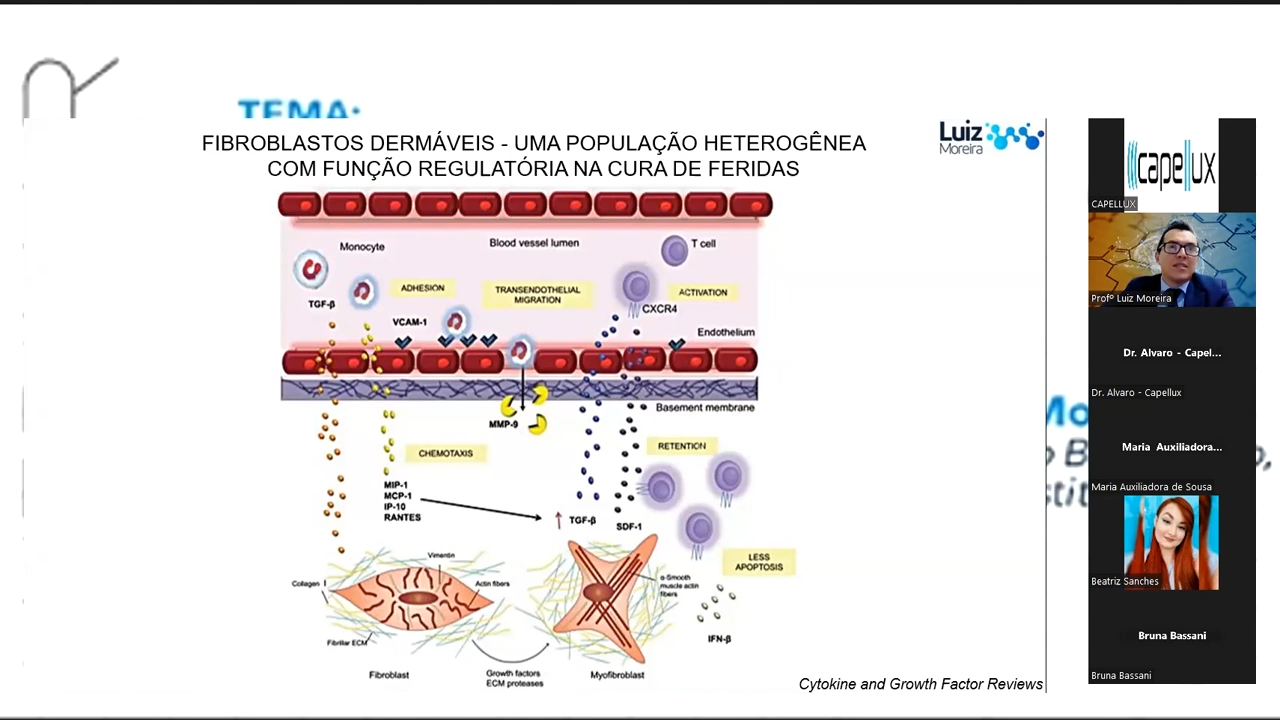 TEMA:
FIBROBLASTOS DERMÁVEIS - UMA POPULAÇÃO HETEROGÊNEA
COM FUNÇÃO REGULATÓRIA NA CURA DE FERIDAS
Luiz
Moreira
Monocyte
Blood vessel lumen
T cell
ADHESION
TRANSENDOTHELIAL
MIGRATION
ACTIVATION
TGF-β
CXCR4
VCAM-1
Endothelium
Basement membrane
MMP-9
RETENTION
CHEMOTAXIS
MIP-1
MCP-1
IP-10
RANTES
↑ TGF-β
SDF-1
LESS
APOPTOSIS
Vimentin
Collagen I
Actin fibers
α-Smooth
muscle actin
fibers
Fibrillar ECM
IFN-β
Fibroblast
Growth factors
ECM proteases
Myofibroblast
Cytokine and Growth Factor Reviews
capellux
CAPELLUX
Profº Luiz Moreira
Dr. Alvaro - Capel...
Dr. Alvaro - Capellux
Maria Auxiliadora...
Maria Auxiliadora de Sousa
Beatriz Sanches
Bruna Bassani
Bruna Bassani